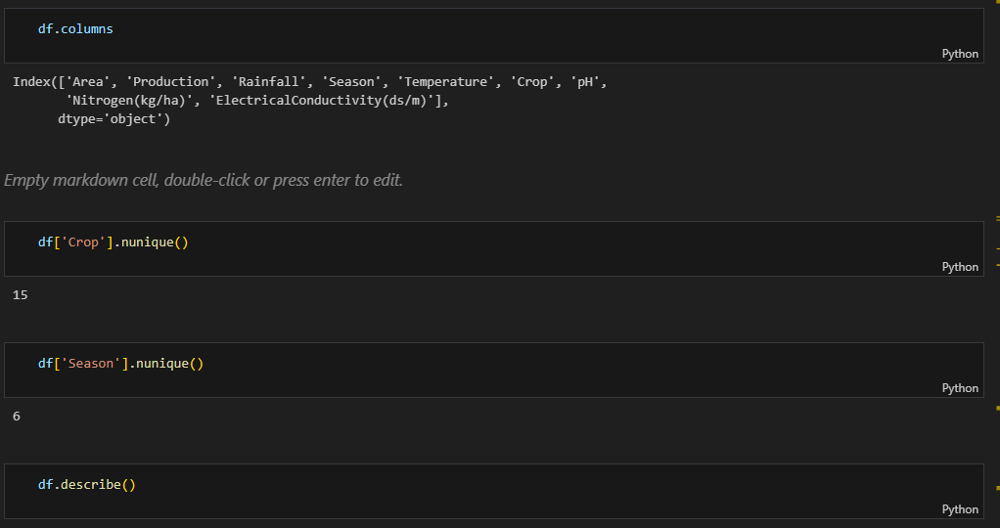 df.columns
Python
Index(['Area', 'Production', 'Rainfall', 'Season', 'Temperature', 'Crop', 'pH',
       'Nitrogen(kg/ha)', 'ElectricalConductivity(ds/m)'],
      dtype='object')
Empty markdown cell, double-click or press enter to edit.
df['Crop'].nunique()
Python
15
df['Season'].nunique()
Python
6
df.describe()
Python